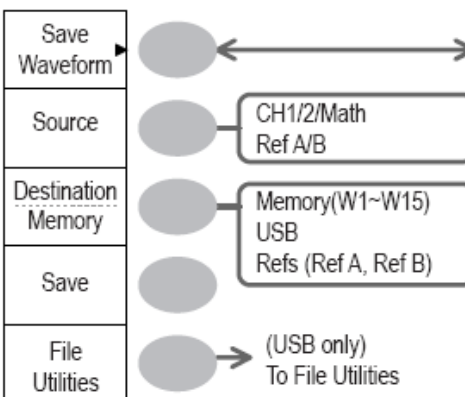 Save
Waveform
Source
CH1/2/Math
Ref A/B
Destination
Memory
Memory(W1~W15)
USB
Refs (Ref A, Ref B)
Save
File
Utilities
(USB only)
To File Utilities